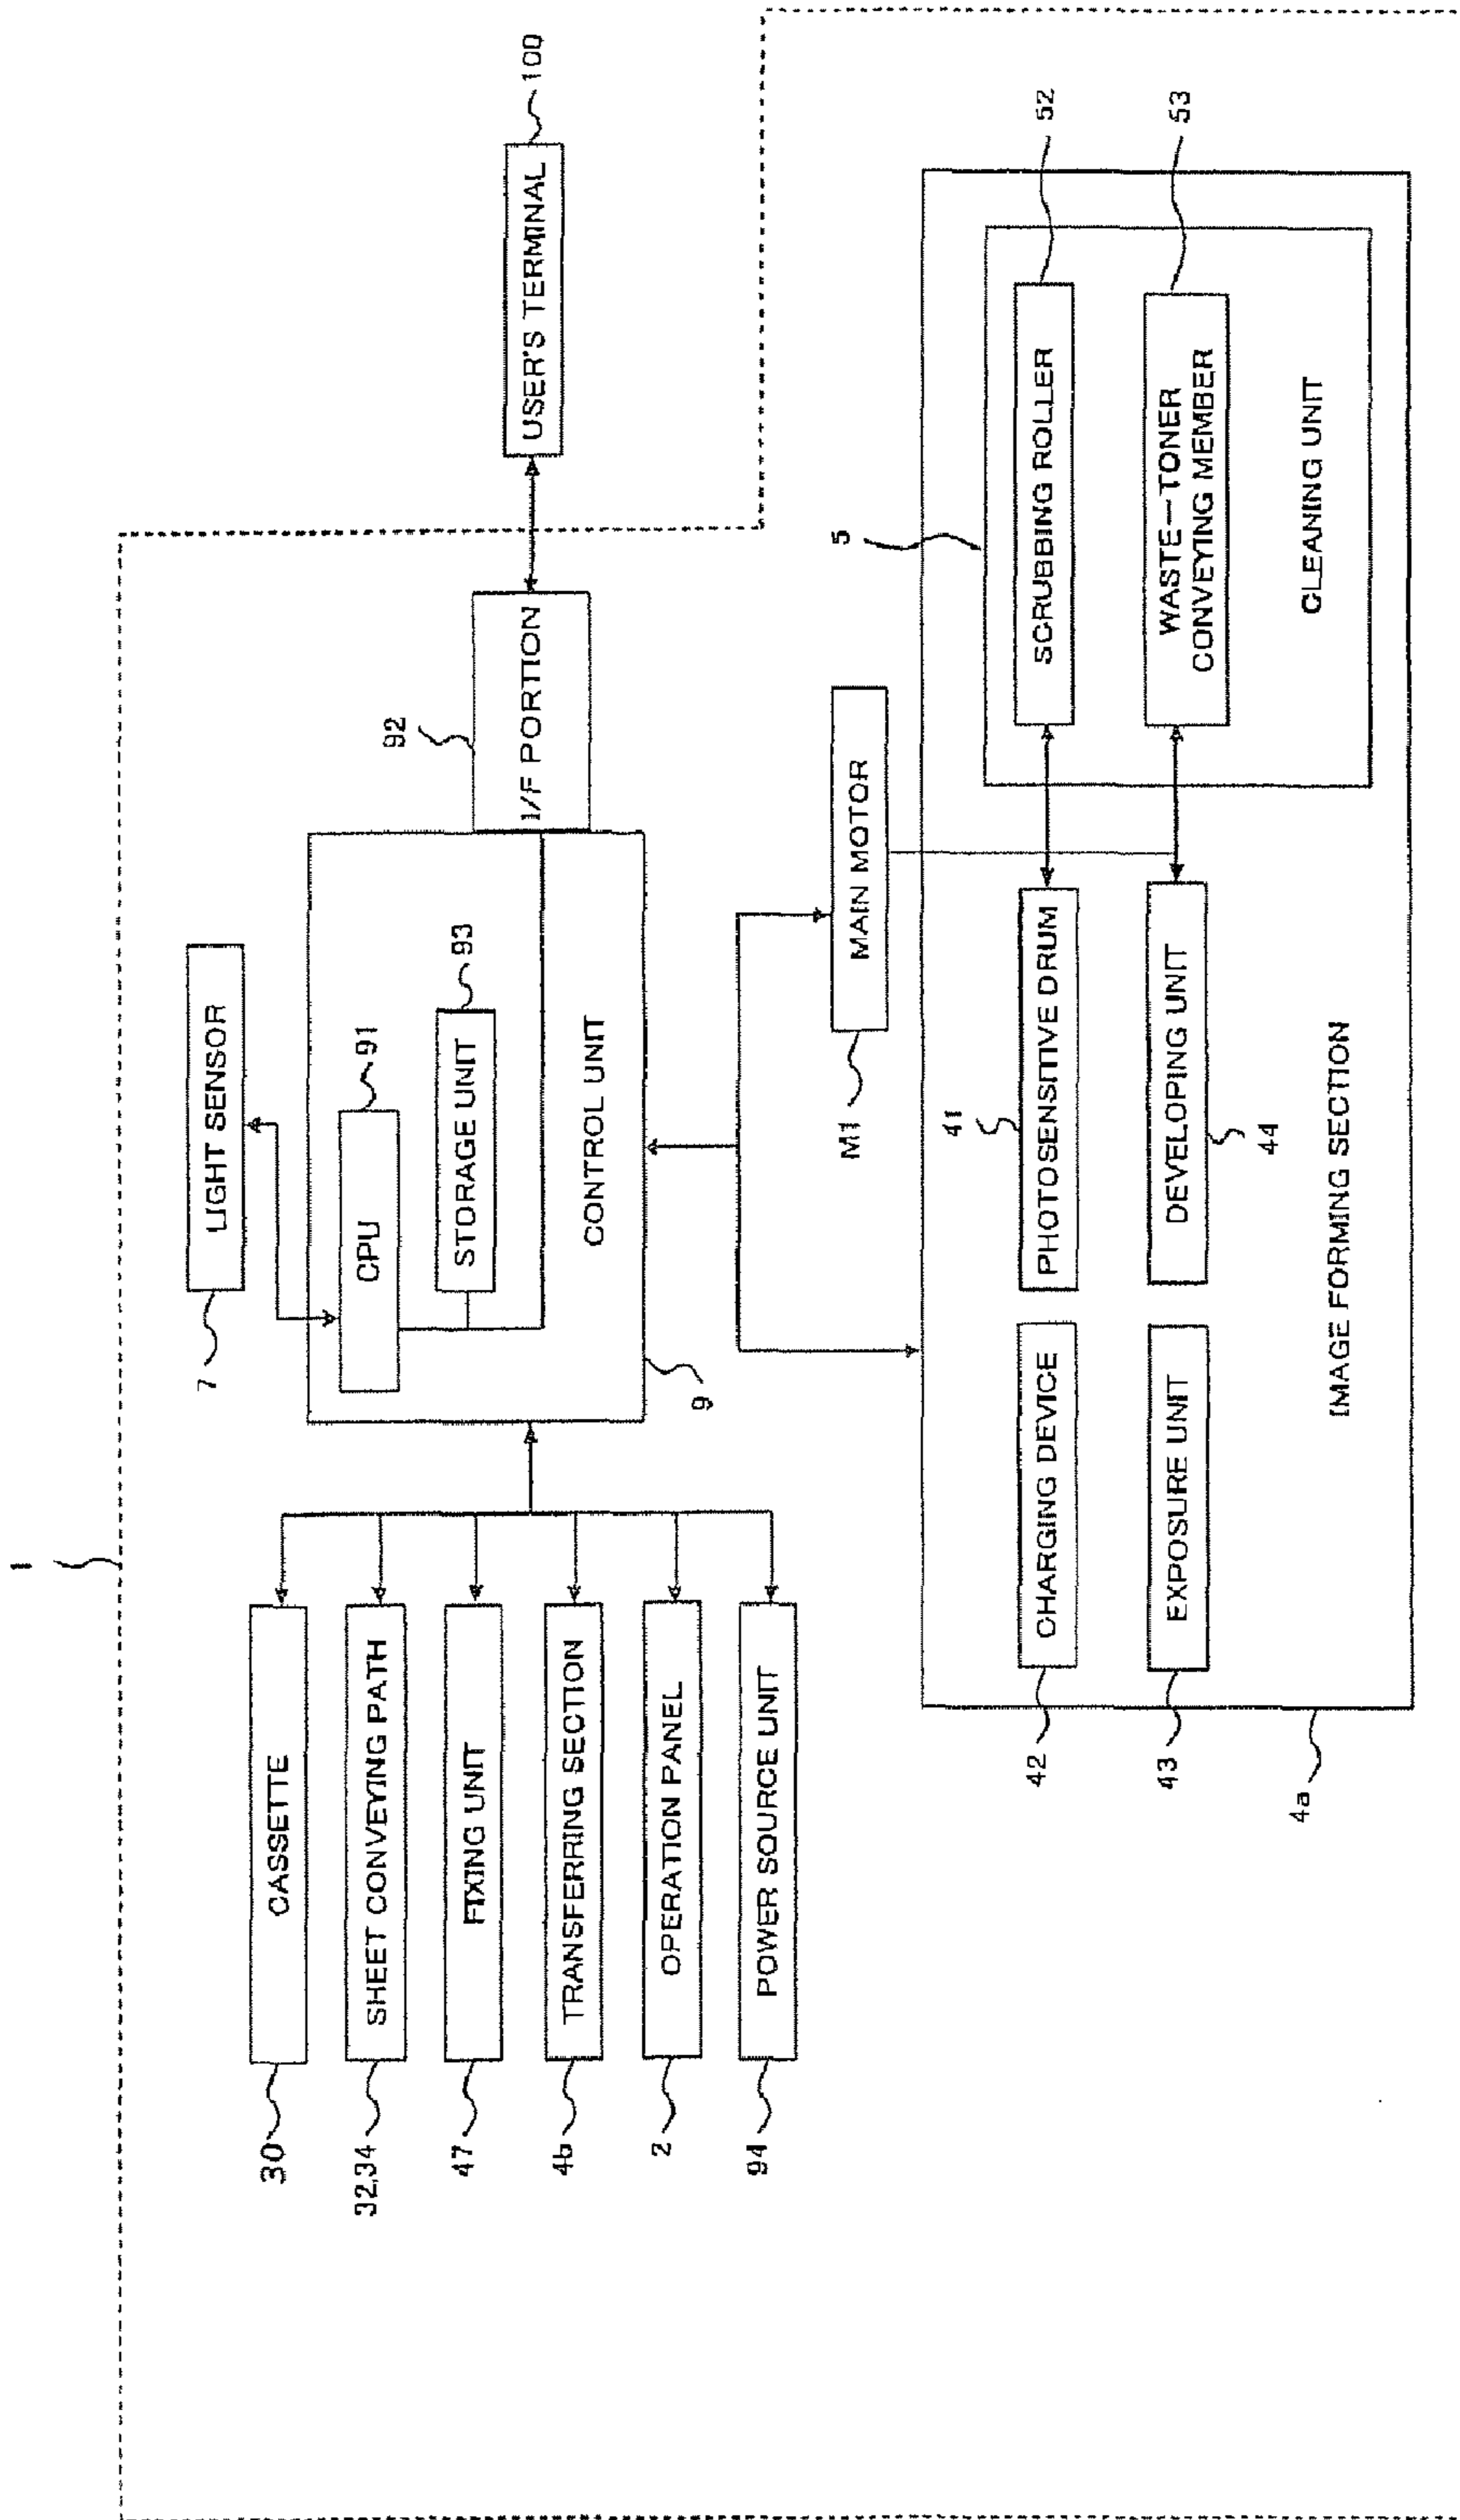 1
30
CASSETTE
32,34
SHEET CONVEYING PATH
47
FIXING UNIT
4b
TRANSFERRING SECTION
2
OPERATION PANEL
94
POWER SOURCE UNIT
7
LIGHT SENSOR
CPU
91
STORAGE UNIT
93
CONTROL UNIT
9
92
I/F PORTION
USER'S TERMINAL
100
M1
MAIN MOTOR
42
CHARGING DEVICE
41
PHOTOSENSITIVE DRUM
43
EXPOSURE UNIT
DEVELOPING UNIT
44
5
SCRUBBING ROLLER
52
WASTE-TONER
CONVEYING MEMBER
53
CLEANING UNIT
IMAGE FORMING SECTION
4a